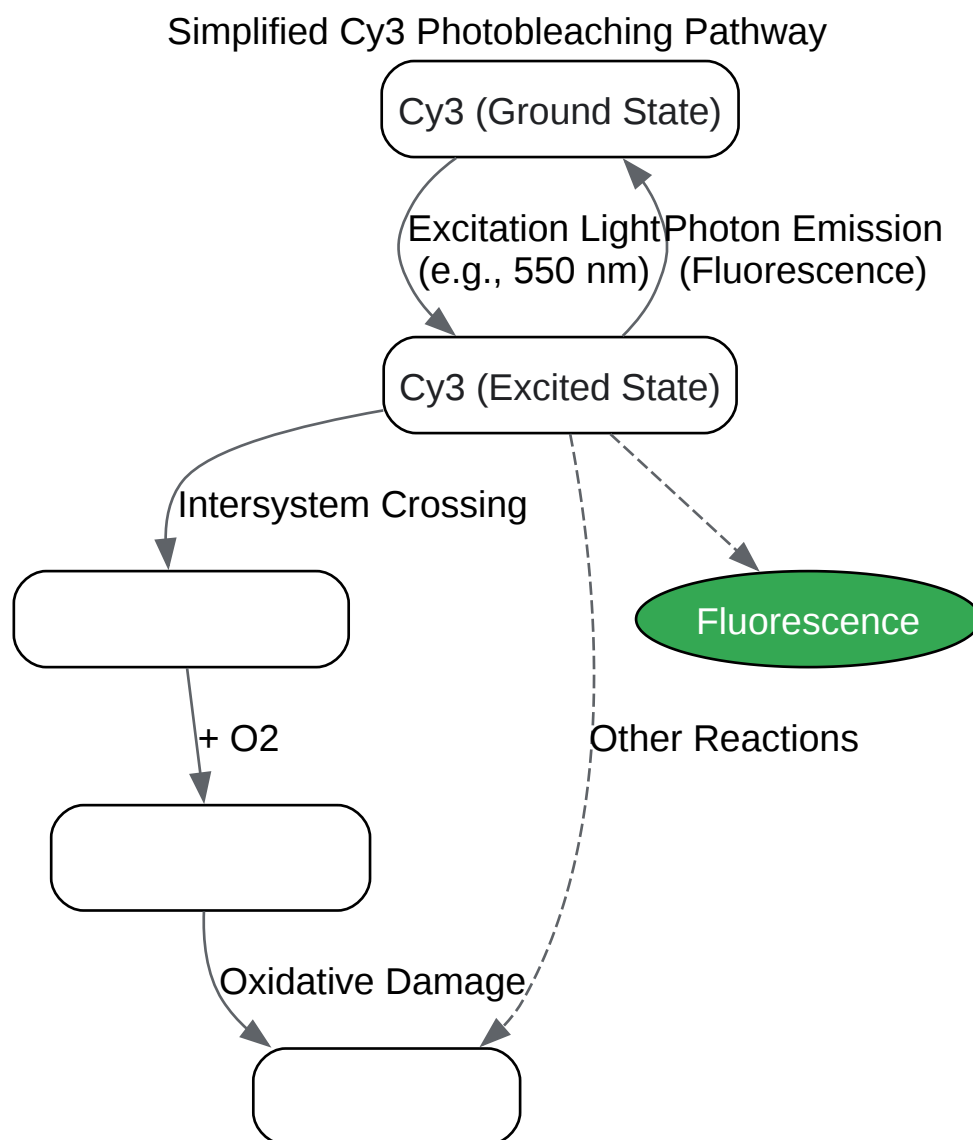 Simplified Cy3 Photobleaching Pathway
Cy3 (Ground State)
Excitation Light
(e.g., 550 nm)
Photon Emission
(Fluorescence)
Cy3 (Excited State)
Intersystem Crossing
Fluorescence
+ O2
Other Reactions
Oxidative Damage